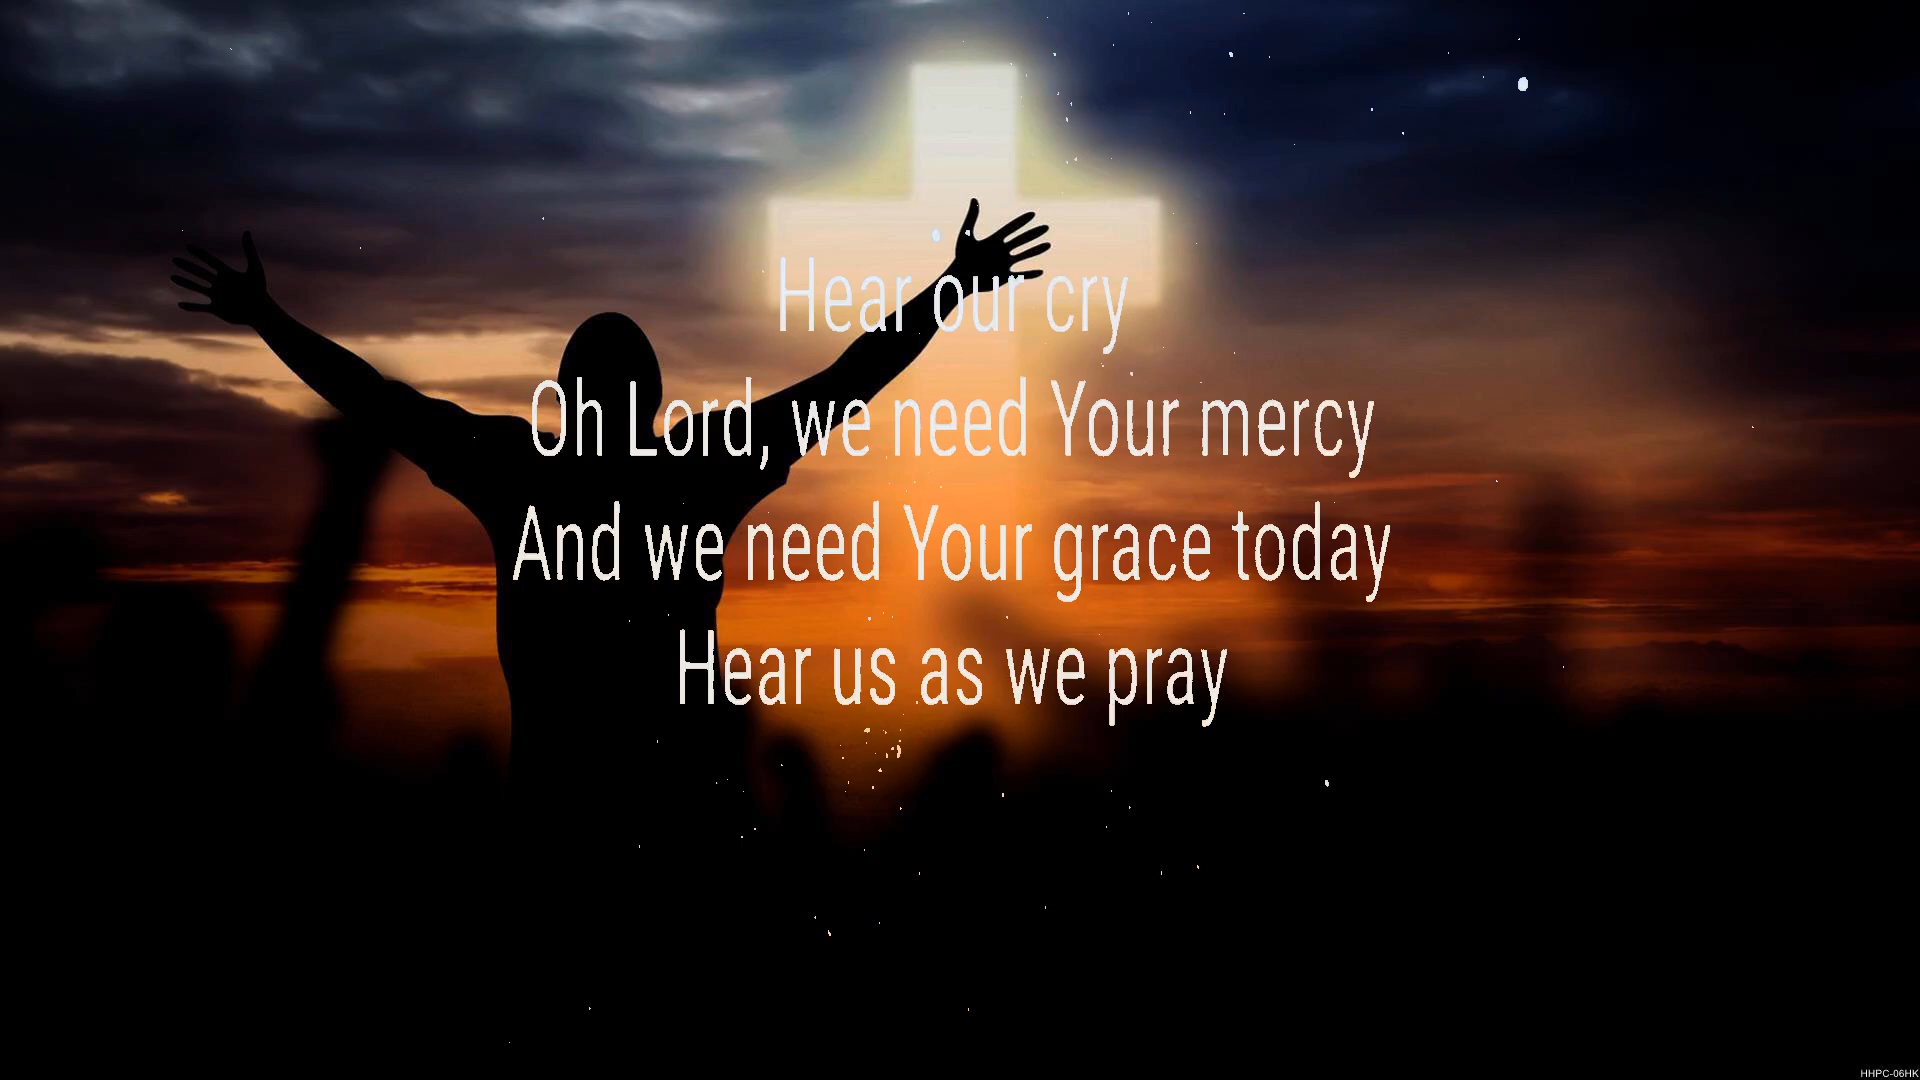 Hear our cry
Oh Lord, we need Your mercy
And we need Your grace today
Hear us as we pray
HHPC-06HK